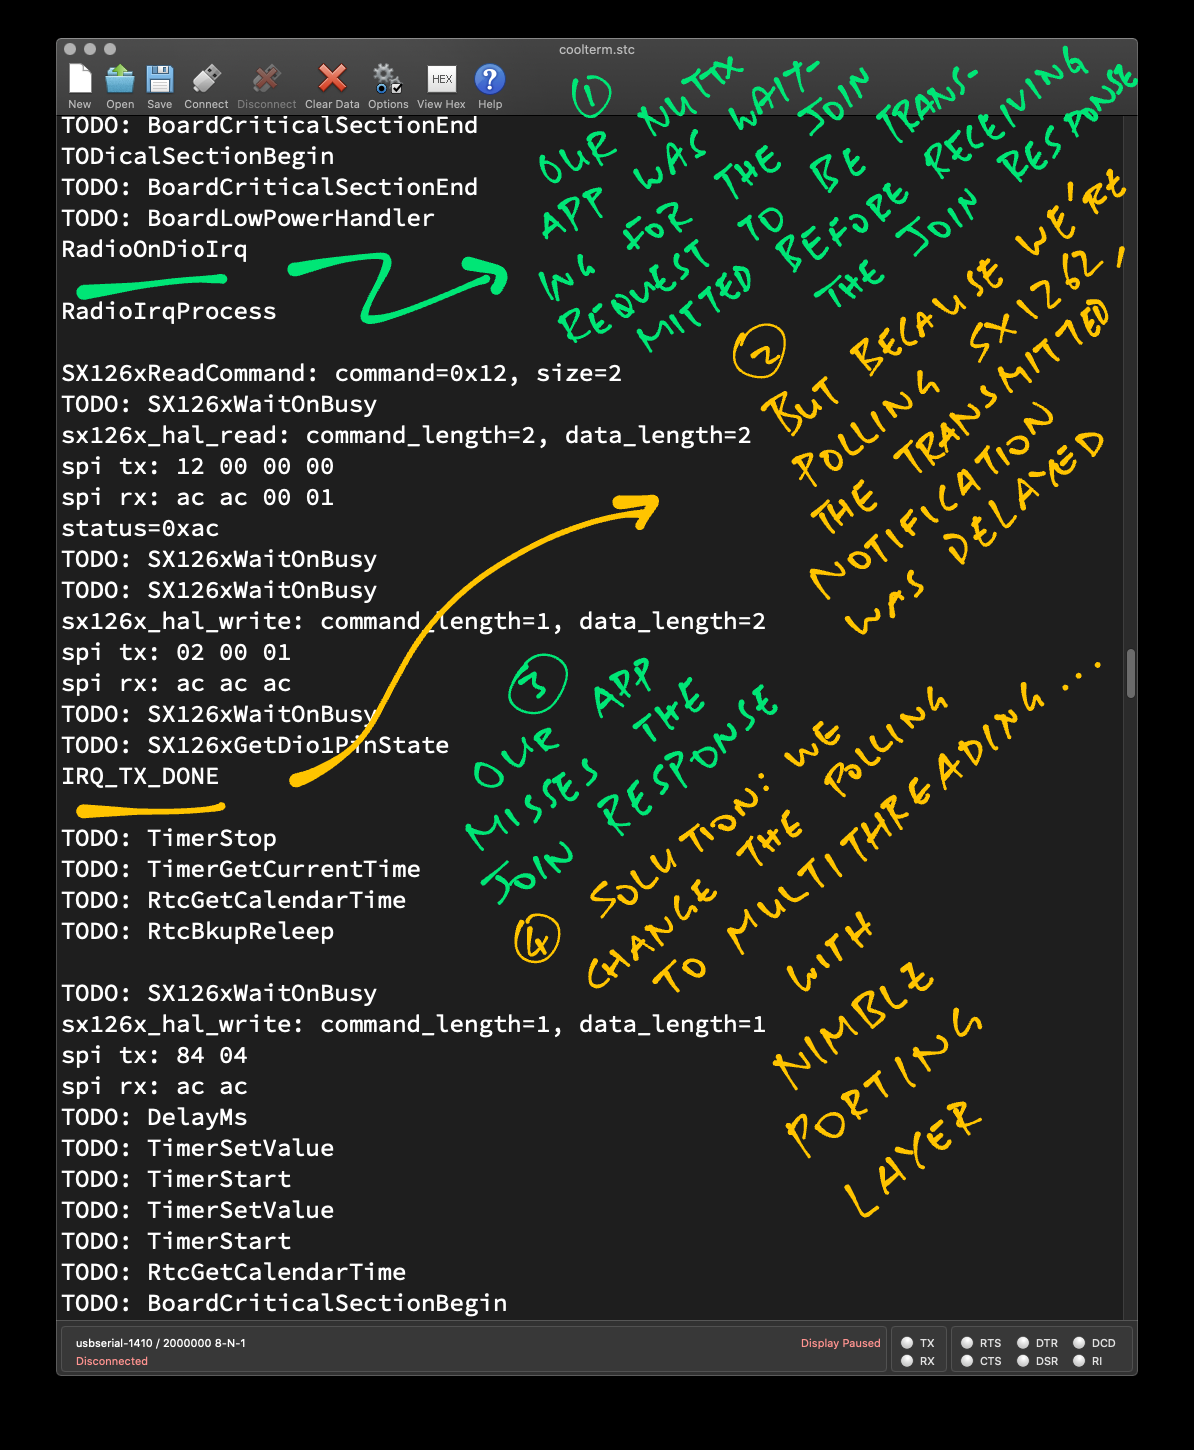 coolterm.stc
New Open Save Connect Disconnect Clear Data Options View Hex Help
HEX
TODO: BoardCriticalSectionEnd
TODicalSectionBegin
TODO: BoardCriticalSectionEnd
TODO: BoardLowPowerHandler
RadioOnDioIrq
RadioIrqProcess
SX126xReadCommand: command=0x12, size=2
TODO: SX126xWaitOnBusy
sx126x_hal_read: command_length=2, data_length=2
spi tx: 12 00 00 00
spi rx: ac ac 00 01
status=0xac
TODO: SX126xWaitOnBusy
TODO: SX126xWaitOnBusy
sx126x_hal_write: command_length=1, data_length=2
spi tx: 02 00 01
spi rx: ac ac ac
TODO: SX126xWaitOnBusy
TODO: SX126xGetDio1PinState
IRQ_TX_DONE
TODO: TimerStop
TODO: TimerGetCurrentTime
TODO: RtcGetCalendarTime
TODO: RtcBkupReleep
TODO: SX126xWaitOnBusy
sx126x_hal_write: command_length=1, data_length=1
spi tx: 84 04
spi rx: ac ac
TODO: DelayMs
TODO: TimerSetValue
TODO: TimerStart
TODO: TimerSetValue
TODO: TimerStart
TODO: RtcGetCalendarTime
TODO: BoardCriticalSectionBegin
1
OUR NUTTX
APP WAS WAIT-
ING FOR THE JOIN
REQUEST TO BE TRANS-
MITTED BEFORE RECEIVING
THE JOIN RESPONSE
2
BUT BECAUSE WE'RE
POLLING SX1262,
THE TRANSMITTED
NOTIFICATION
WAS DELAYED
3
OUR APP
MISSES THE
JOIN RESPONSE
4
SOLUTION: WE
CHANGE THE POLLING
TO MULTITHREADING...
WITH
NIMBLE
PORTING
LAYER
usbserial-1410 / 2000000 8-N-1
Disconnected
Display Paused
TX RTS DTR DCD
RX CTS DSR RI